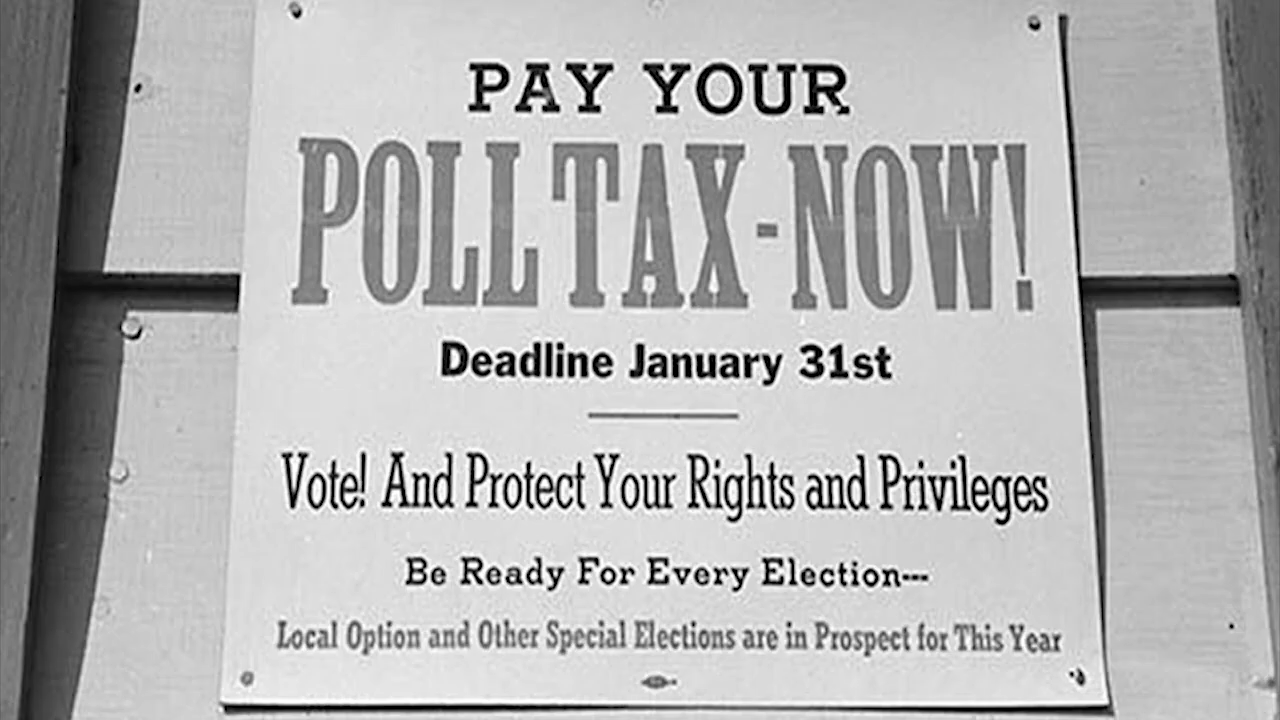 PAY YOUR
POLL TAX-NOW!
Deadline January 31st
Vote! And Protect Your Rights and Privileges
Be Ready For Every Election---
Local Option and Other Special Elections are in Prospect for This Year